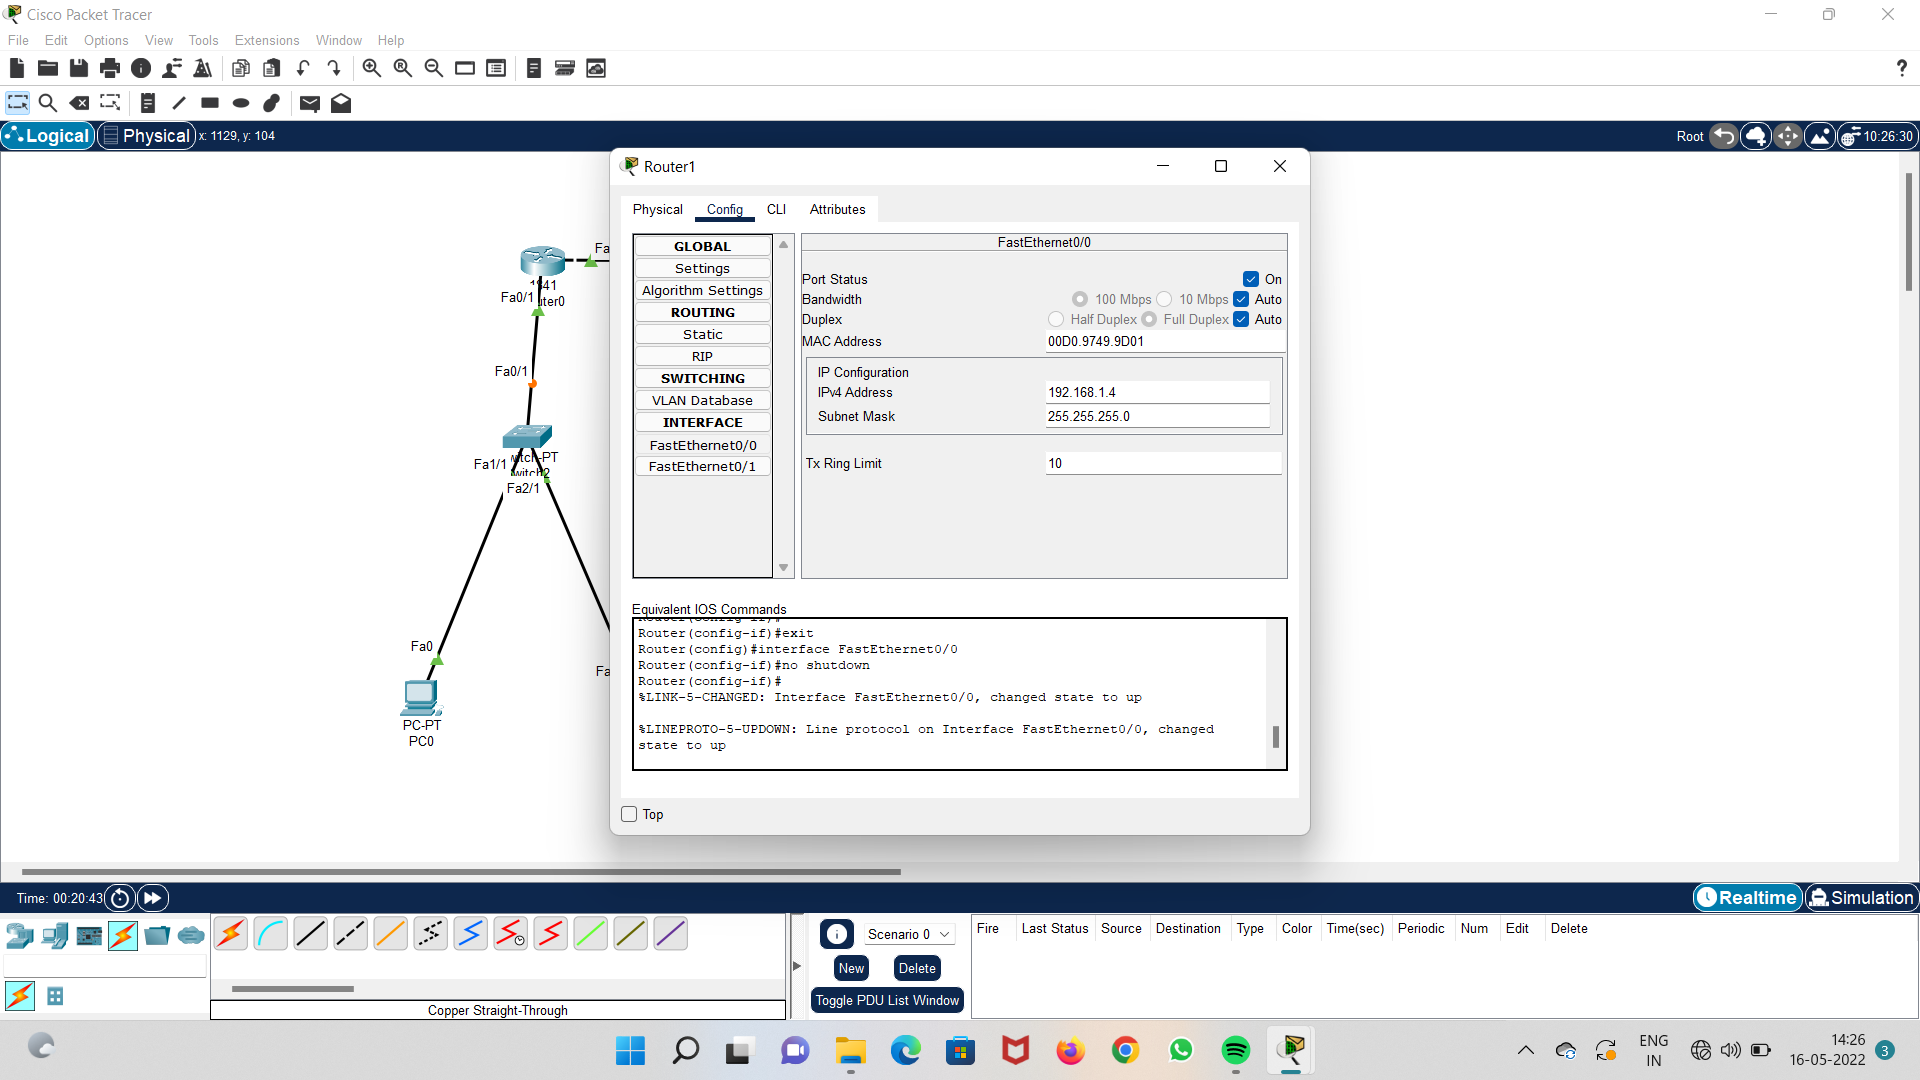 Cisco Packet Tracer
File Edit Options View Tools Extensions Window Help
?
Logical Physical x: 1129, y: 104 Root 10:26:30
Router1
Physical Config CLI Attributes
GLOBAL
Settings
Algorithm Settings
ROUTING
Static
RIP
SWITCHING
VLAN Database
INTERFACE
FastEthernet0/0
FastEthernet0/1
FastEthernet0/0
Port Status On
Bandwidth 100 Mbps 10 Mbps Auto
Duplex Half Duplex Full Duplex Auto
MAC Address 00D0.9749.9D01
IP Configuration
IPv4 Address 192.168.1.4
Subnet Mask 255.255.255.0
Tx Ring Limit 10
Equivalent IOS Commands
Router(config-if)#
Router(config-if)#exit
Router(config)#interface FastEthernet0/0
Router(config-if)#no shutdown
Router(config-if)#
%LINK-5-CHANGED: Interface FastEthernet0/0, changed state to up
%LINEPROTO-5-UPDOWN: Line protocol on Interface FastEthernet0/0, changed
state to up
Top
Fa
1841
Fa0/1 uter0
Fa0/1
Fa1/1 witch-PT
witch2
Fa2/1
Fa0
Fa
PC-PT
PC0
Time: 00:20:43 Realtime Simulation
Copper Straight-Through
Scenario 0
New Delete
Toggle PDU List Window
Fire Last Status Source Destination Type Color Time(sec) Periodic Num Edit Delete
ENG
IN
14:26
16-05-2022
3